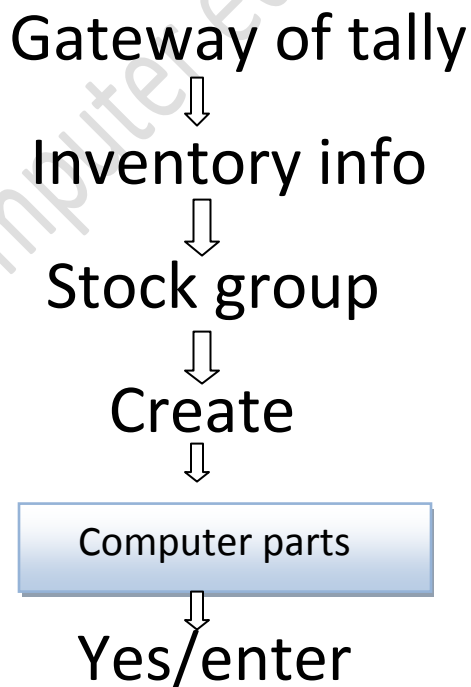 Gateway of tally
Inventory info
Stock group
Create
Computer parts
Yes/enter